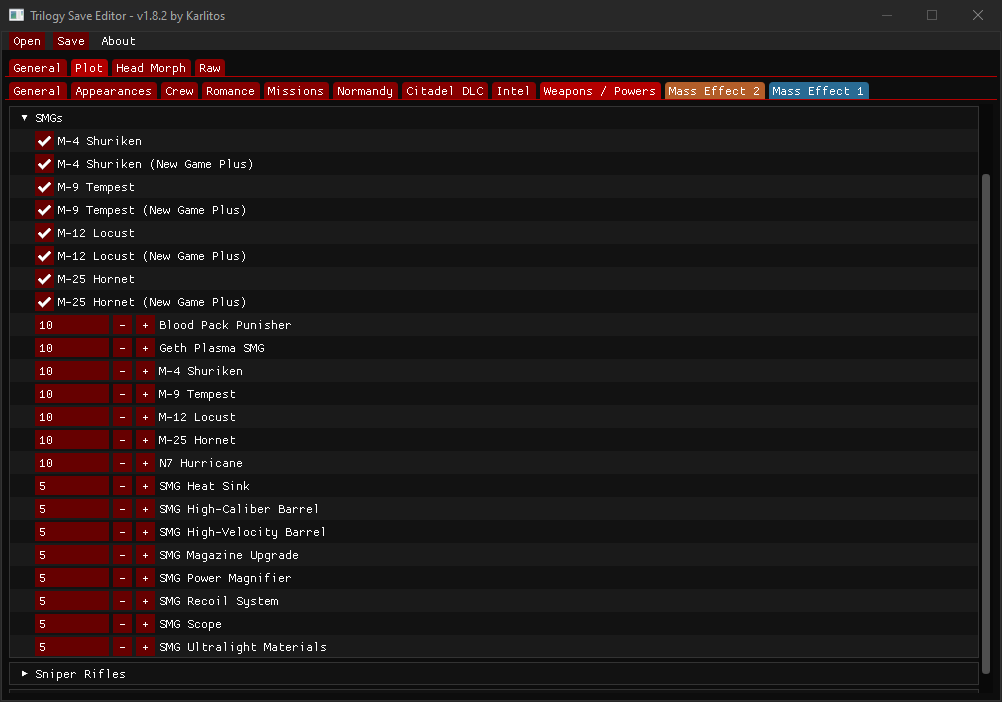 Trilogy Save Editor - v1.8.2 by Karlitos
Open Save About
General Plot Head Morph Raw
General Appearances Crew Romance Missions Normandy Citadel DLC Intel Weapons / Powers Mass Effect 2 Mass Effect 1
SMGs
M-4 Shuriken
M-4 Shuriken (New Game Plus)
M-9 Tempest
M-9 Tempest (New Game Plus)
M-12 Locust
M-12 Locust (New Game Plus)
M-25 Hornet
M-25 Hornet (New Game Plus)
10 - + Blood Pack Punisher
10 - + Geth Plasma SMG
10 - + M-4 Shuriken
10 - + M-9 Tempest
10 - + M-12 Locust
10 - + M-25 Hornet
10 - + N7 Hurricane
5 - + SMG Heat Sink
5 - + SMG High-Caliber Barrel
5 - + SMG High-Velocity Barrel
5 - + SMG Magazine Upgrade
5 - + SMG Power Magnifier
5 - + SMG Recoil System
5 - + SMG Scope
5 - + SMG Ultralight Materials
Sniper Rifles